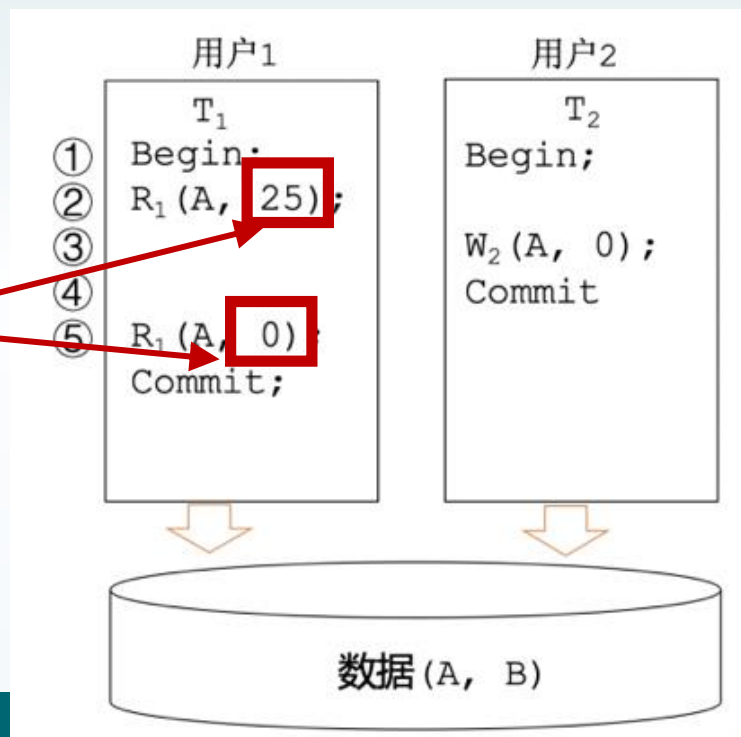 用户1
用户2
T₁
① Begin;
② R₁(A, 25);
③
④
⑤ R₁(A, 0);
Commit;
T₂
Begin;
W₂(A, 0);
Commit
数据(A, B)